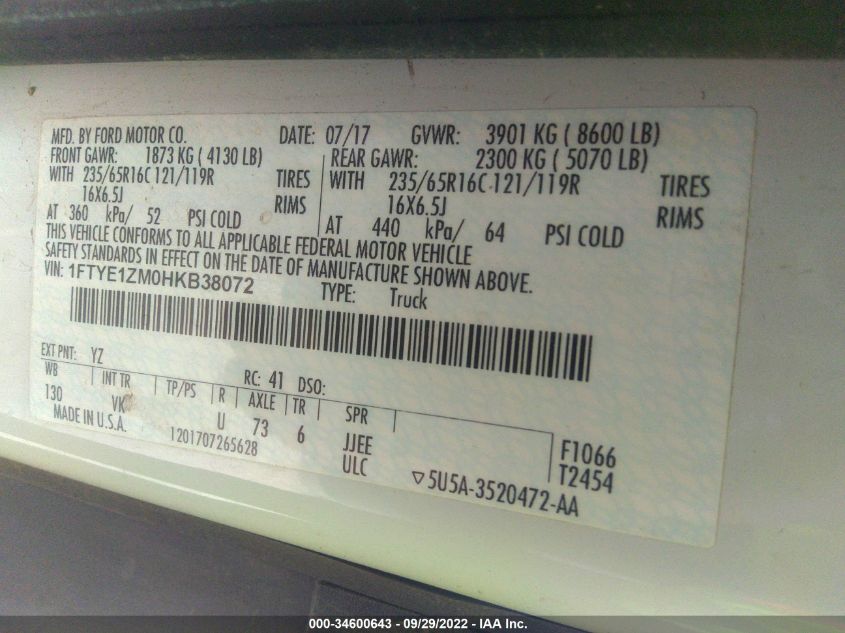 MFD. BY FORD MOTOR CO. DATE: 07/17 GVWR: 3901 KG ( 8600 LB)
FRONT GAWR: 1873 KG ( 4130 LB) REAR GAWR: 2300 KG ( 5070 LB)
WITH 235/65R16C 121/119R TIRES WITH 235/65R16C 121/119R TIRES
16X6.5J RIMS 16X6.5J RIMS
AT 360 kPa/ 52 PSI COLD AT 440 kPa/ 64 PSI COLD
THIS VEHICLE CONFORMS TO ALL APPLICABLE FEDERAL MOTOR VEHICLE
SAFETY STANDARDS IN EFFECT ON THE DATE OF MANUFACTURE SHOWN ABOVE.
VIN: 1FTYE1ZM0HKB38072 TYPE: Truck
EXT PNT: YZ RC: 41 DSO:
WB INT TR TP/PS R AXLE TR SPR
130 VK U 73 6 JJEE F1066
MADE IN U.S.A. 1201707265628 ULC T2454
▽5U5A-3520472-AA
000-34600643 - 09/29/2022 - IAA Inc.